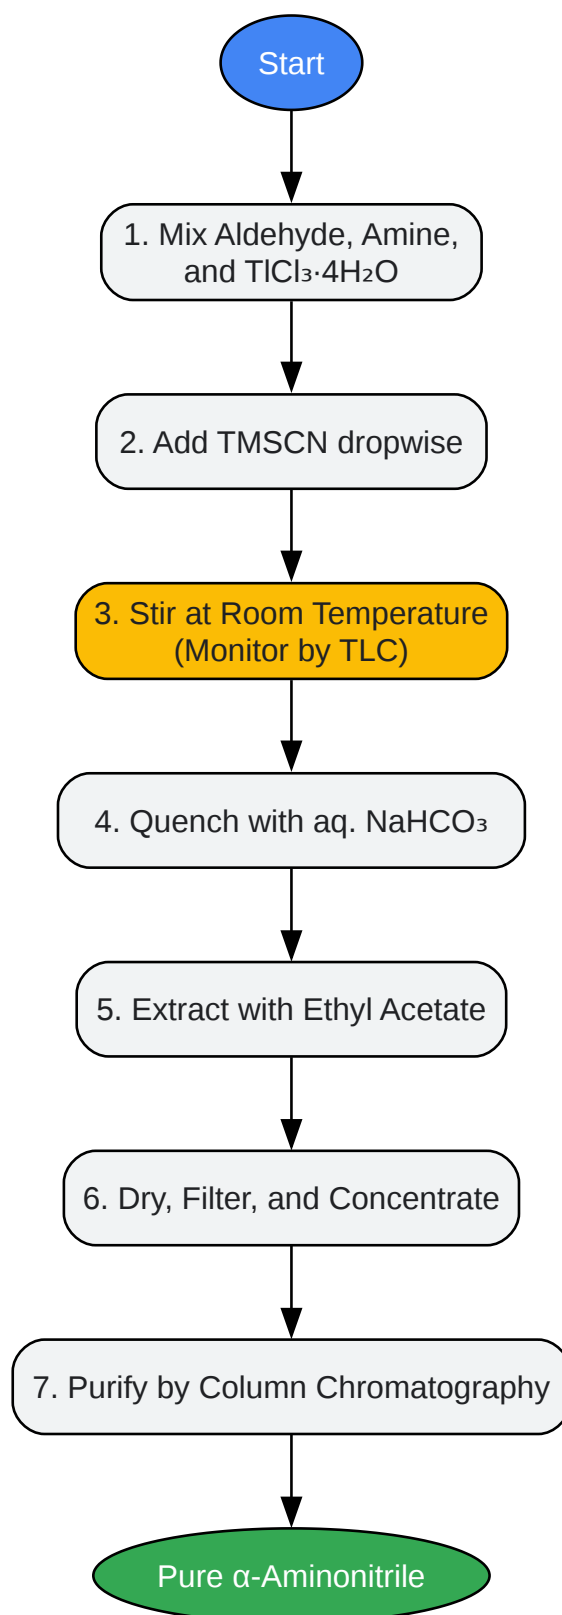 Start
1. Mix Aldehyde, Amine,
and TlCl₃·4H₂O
2. Add TMSCN dropwise
3. Stir at Room Temperature
(Monitor by TLC)
4. Quench with aq. NaHCO₃
5. Extract with Ethyl Acetate
6. Dry, Filter, and Concentrate
7. Purify by Column Chromatography
Pure α-Aminonitrile